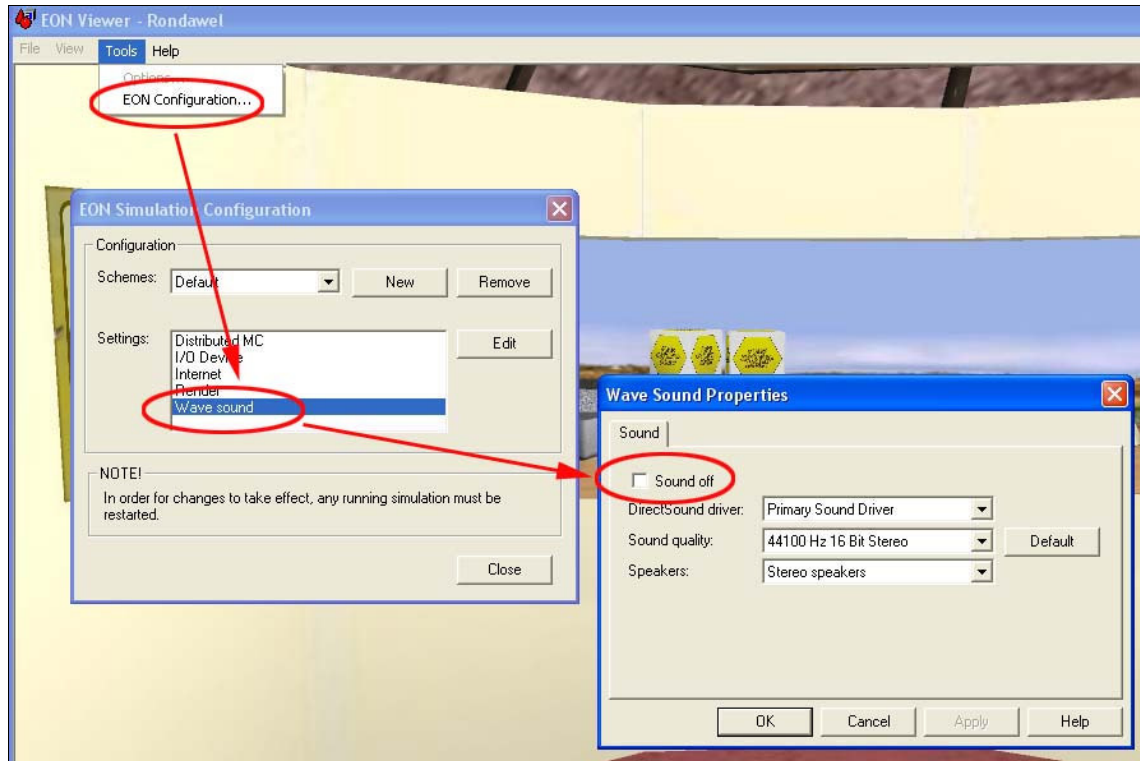 EON Viewer - Rondawel
File View Tools Help
Options...
EON Configuration...
EON Simulation Configuration
Configuration
Schemes: Default New Remove
Settings: Edit
Distributed MC
I/O Device
Internet
Render
Wave sound
NOTE!
In order for changes to take effect, any running simulation must be
restarted.
Close
Wave Sound Properties
Sound
Sound off
DirectSound driver: Primary Sound Driver
Sound quality: 44100 Hz 16 Bit Stereo Default
Speakers: Stereo speakers
OK Cancel Apply Help